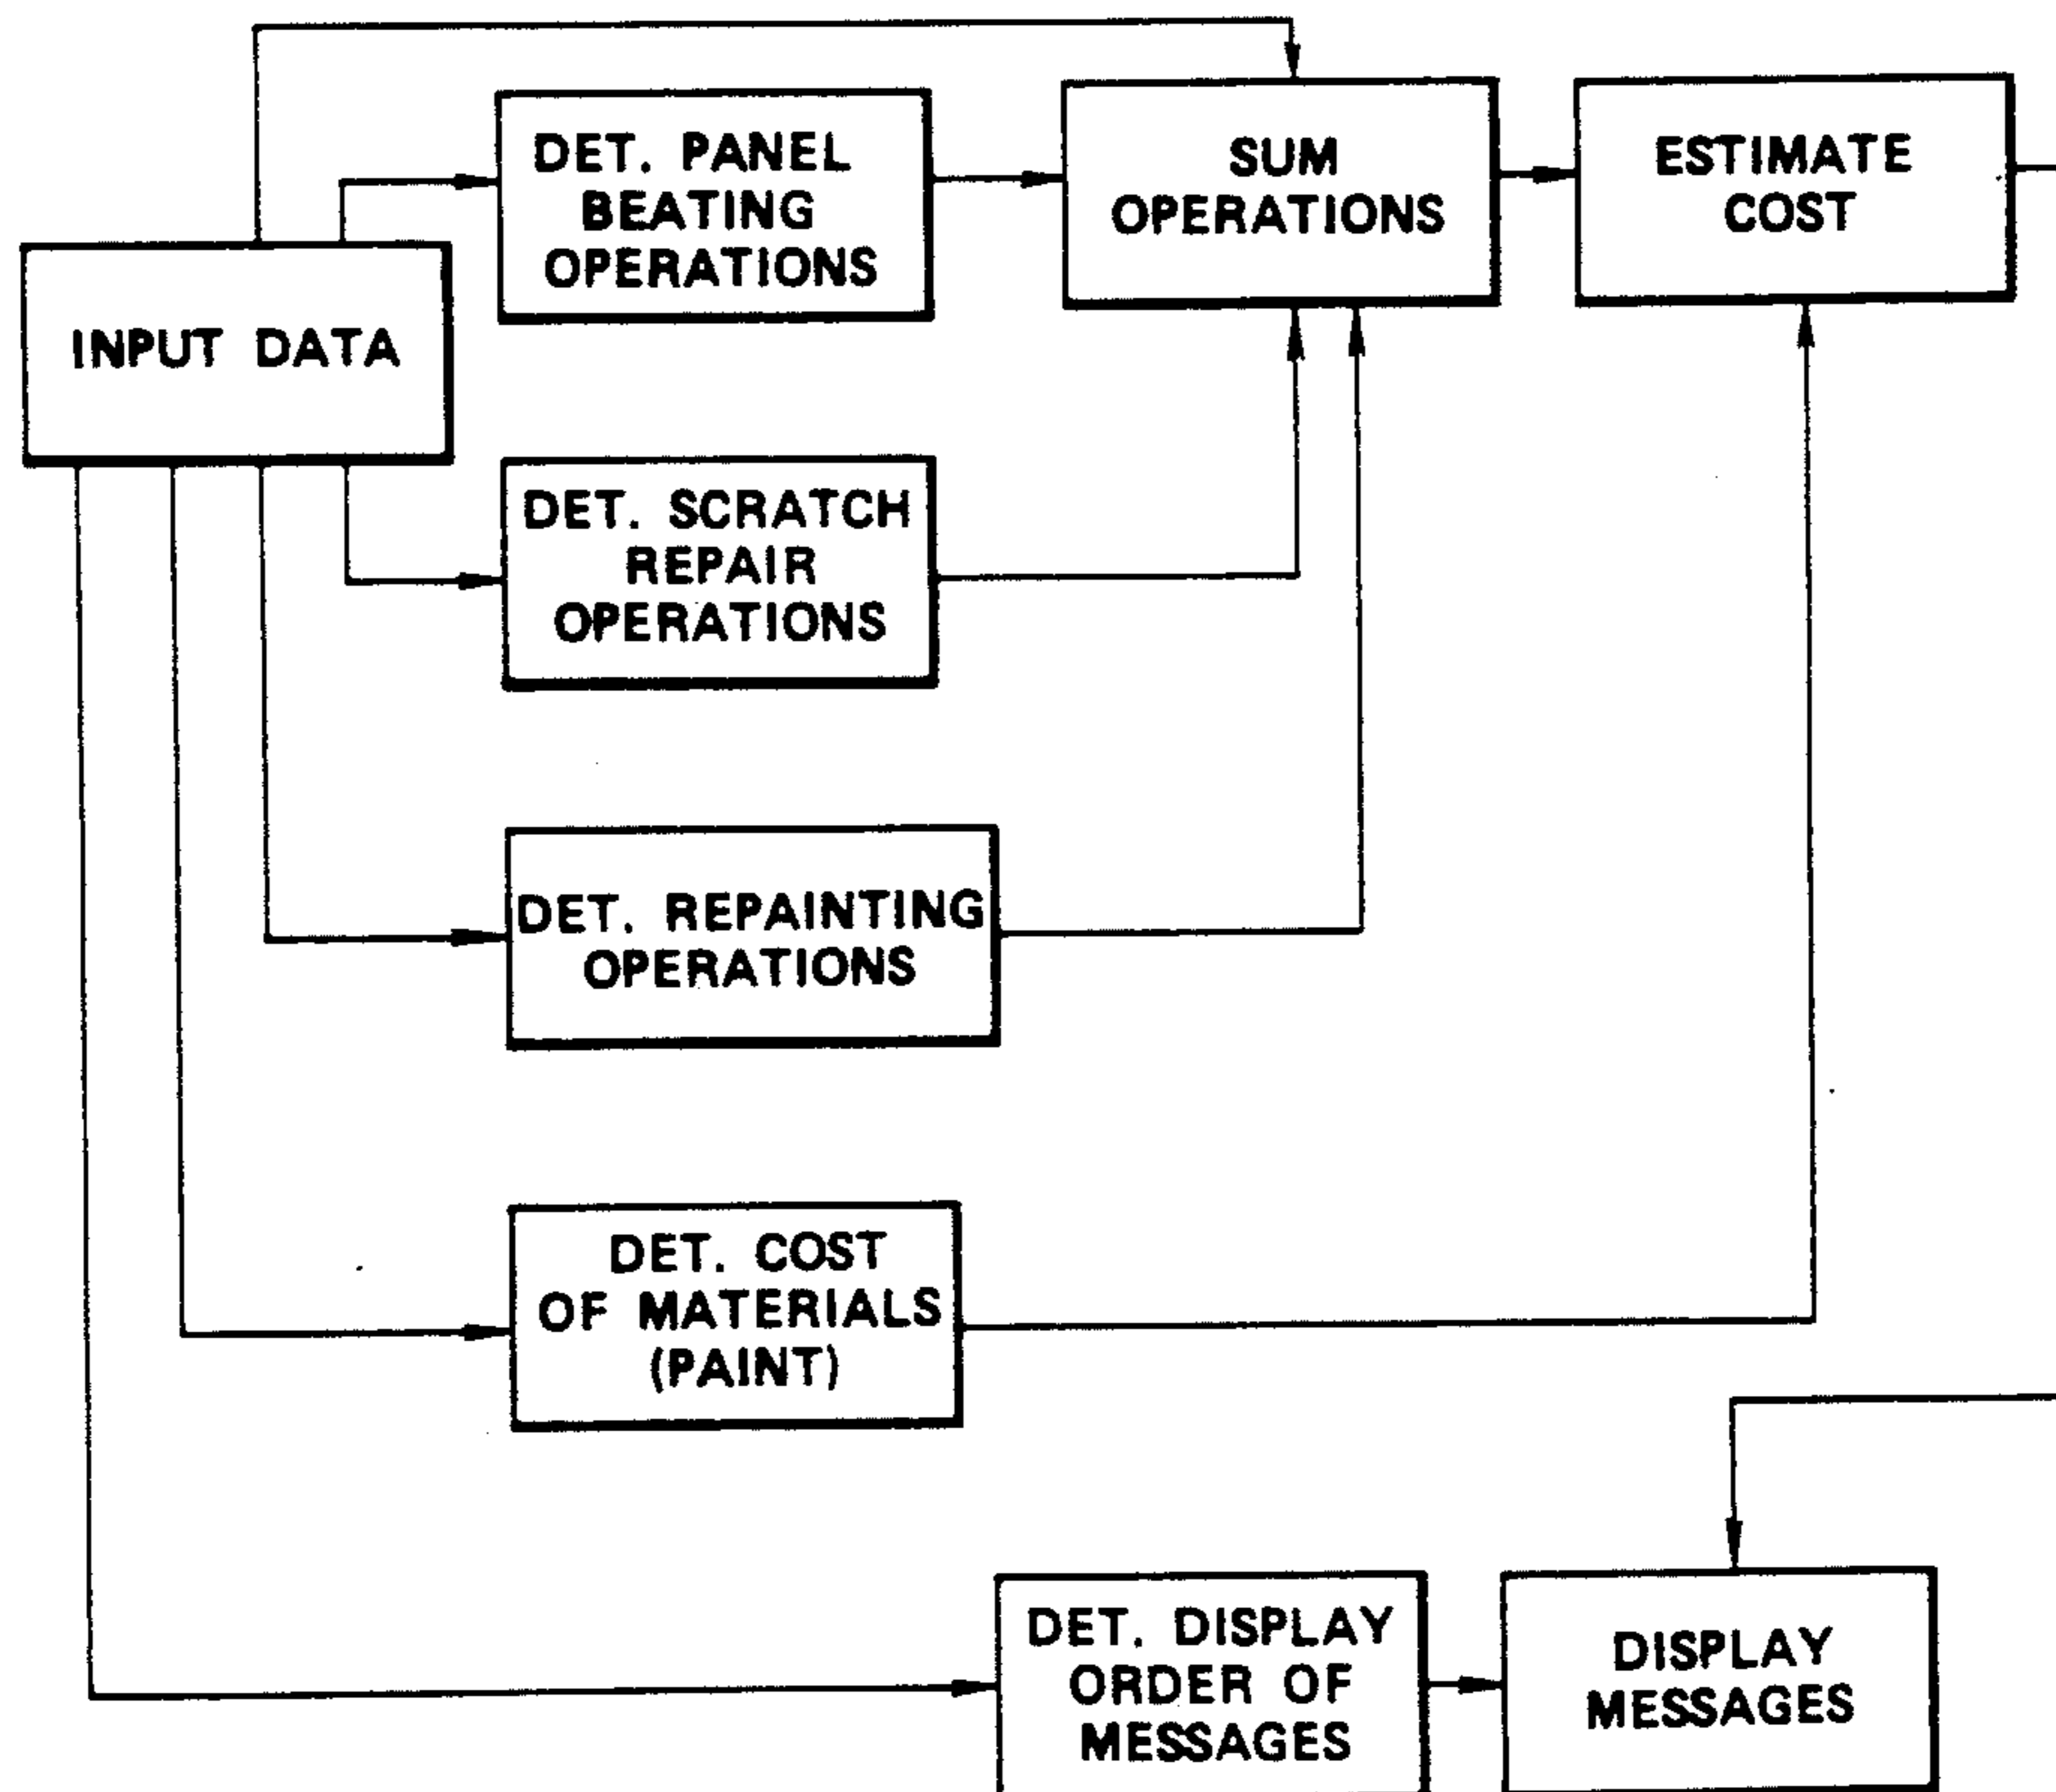 DET. PANEL
BEATING
OPERATIONS
SUM
OPERATIONS
ESTIMATE
COST
INPUT DATA
DET. SCRATCH
REPAIR
OPERATIONS
DET. REPAINTING
OPERATIONS
DET. COST
OF MATERIALS
(PAINT)
DET. DISPLAY
ORDER OF
MESSAGES
DISPLAY
MESSAGES